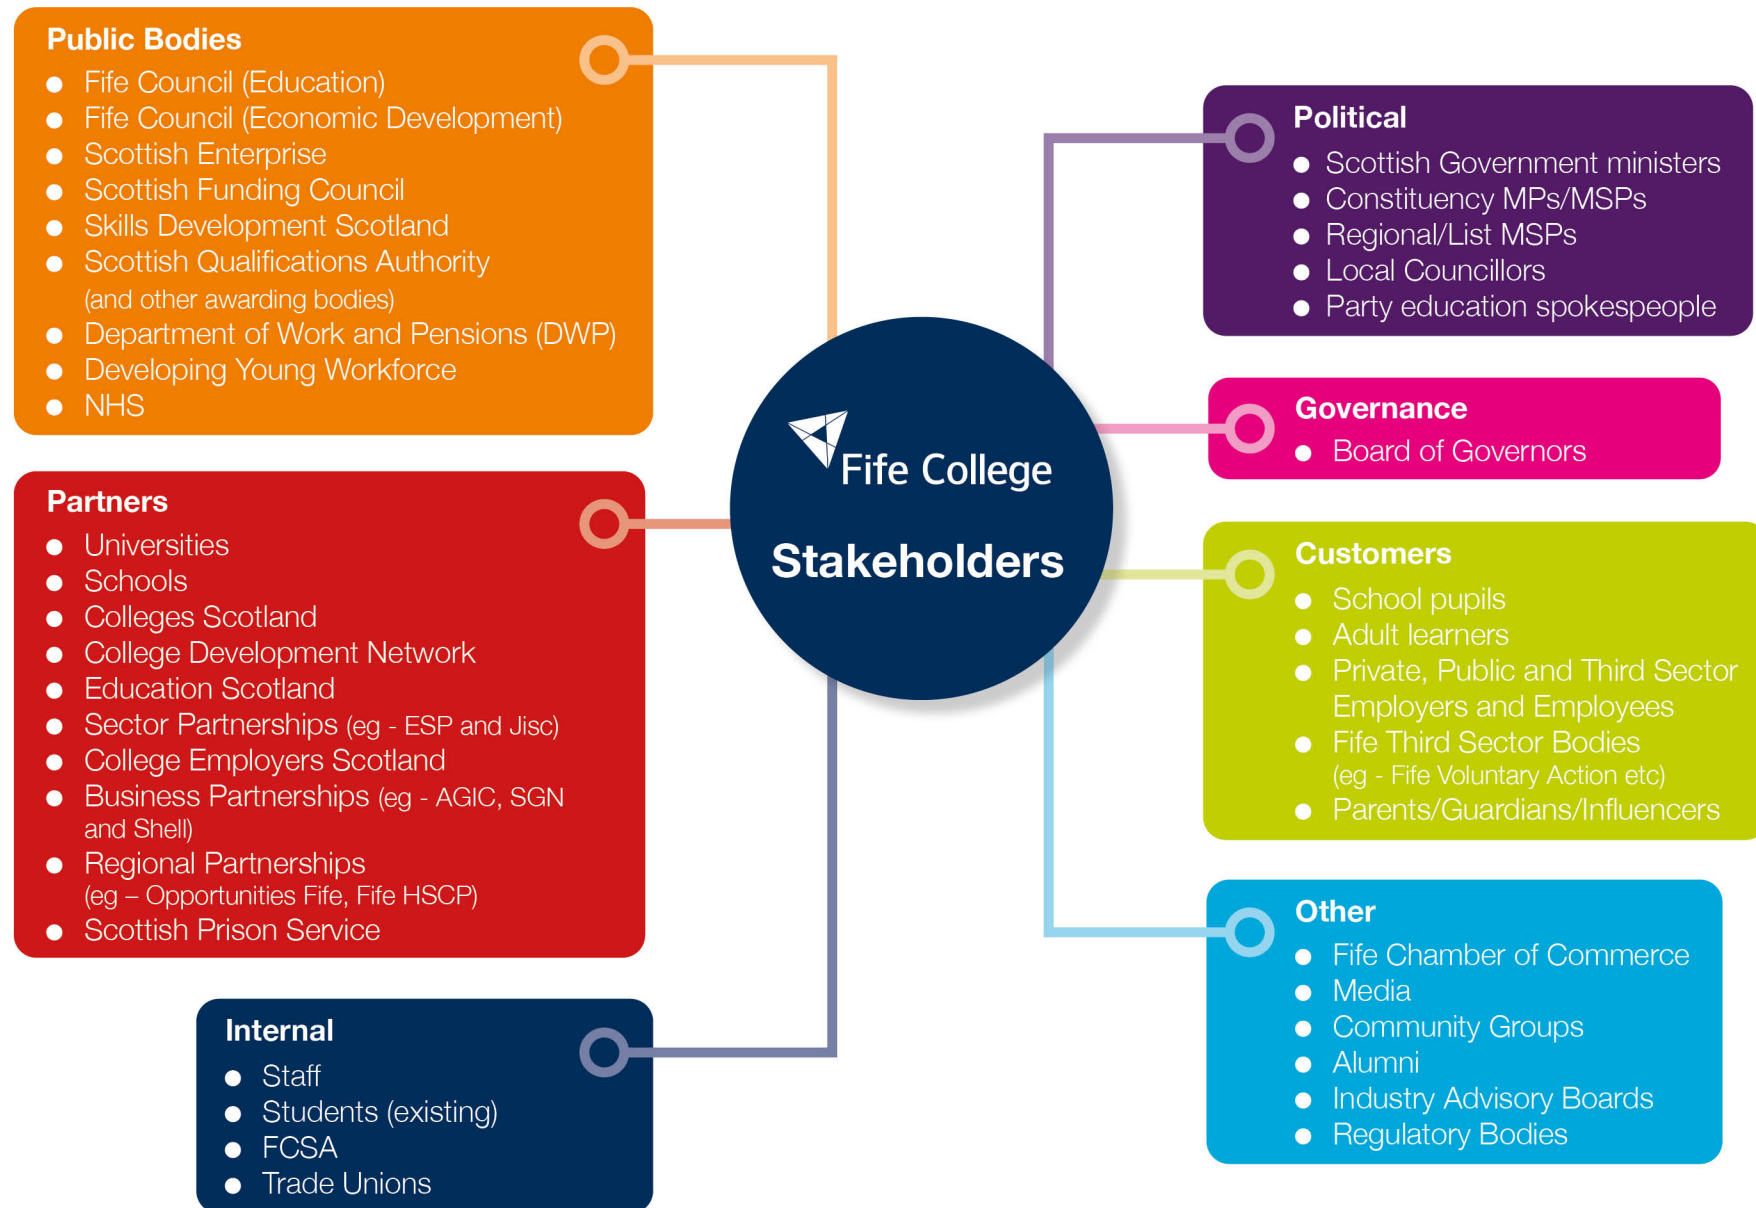 Public Bodies
● Fife Council (Education)
● Fife Council (Economic Development)
● Scottish Enterprise
● Scottish Funding Council
● Skills Development Scotland
● Scottish Qualifications Authority
(and other awarding bodies)
● Department of Work and Pensions (DWP)
● Developing Young Workforce
● NHS
Partners
● Universities
● Schools
● Colleges Scotland
● College Development Network
● Education Scotland
● Sector Partnerships (eg - ESP and Jisc)
● College Employers Scotland
● Business Partnerships (eg - AGIC, SGN
and Shell)
● Regional Partnerships
(eg – Opportunities Fife, Fife HSCP)
● Scottish Prison Service
Internal
● Staff
● Students (existing)
● FCSA
● Trade Unions
Fife College
Stakeholders
Political
● Scottish Government ministers
● Constituency MPs/MSPs
● Regional/List MSPs
● Local Councillors
● Party education spokespeople
Governance
● Board of Governors
Customers
● School pupils
● Adult learners
● Private, Public and Third Sector
Employers and Employees
● Fife Third Sector Bodies
(eg - Fife Voluntary Action etc)
● Parents/Guardians/Influencers
Other
● Fife Chamber of Commerce
● Media
● Community Groups
● Alumni
● Industry Advisory Boards
● Regulatory Bodies